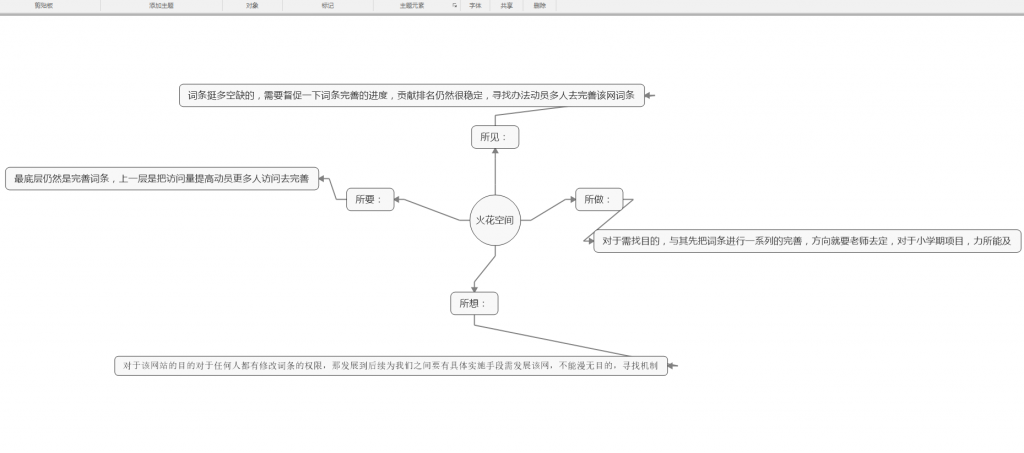 剪贴板 添加主题 对象 标记 主题元素 字体 共享 删除
词条挺多空缺的，需要督促一下词条完善的进度，贡献排名仍然很稳定，寻找办法动员多人去完善该网词条
所见：
最底层仍然是完善词条，上一层是把访问量提高动员更多人访问去完善
所要：
火花空间
所做：
对于需找目的，与其先把词条进行一系列的完善，方向就要老师去定，对于小学期项目，力所能及
所想：
对于该网站的目的对于任何人都有修改词条的权限，那发展到后续为我们之间要有具体实施手段需发展该网，不能漫无目的，寻找机制